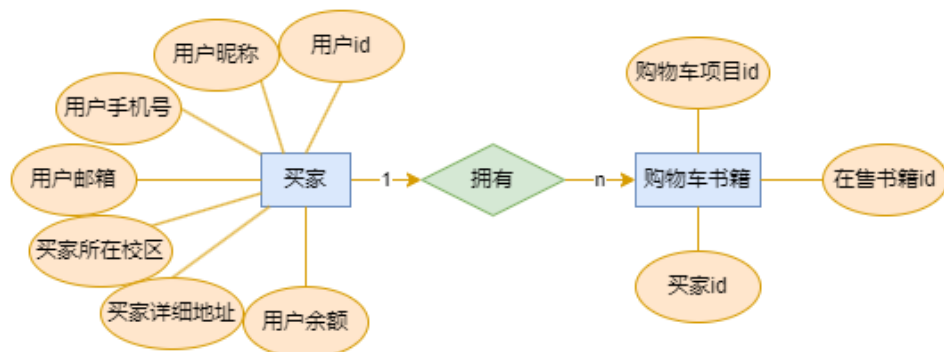 用户昵称
用户id
用户手机号
用户邮箱
买家所在校区
买家详细地址
用户余额
买家
1
拥有
n
购物车书籍
购物车项目id
在售书籍id
买家id